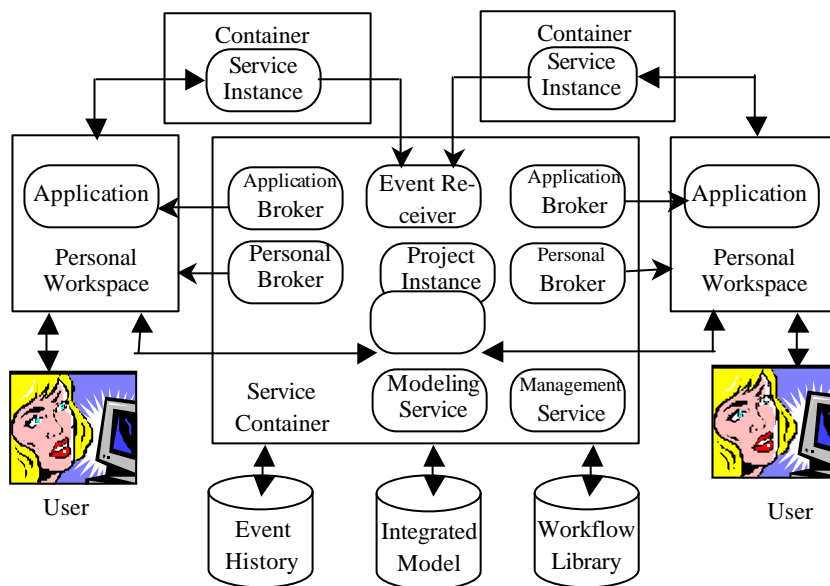 Container
Service
Instance
Container
Service
Instance
Application
Personal
Workspace
Application
Broker
Event Re-
ceiver
Application
Broker
Application
Personal
Workspace
Personal
Broker
Project
Instance
Personal
Broker
Service
Container
Modeling
Service
Management
Service
User
Event
History
Integrated
Model
Workflow
Library
User